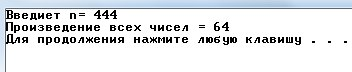 Введиет n= 444
Произведение всех чисел = 64
Для продолжения нажмите любую клавишу . . .